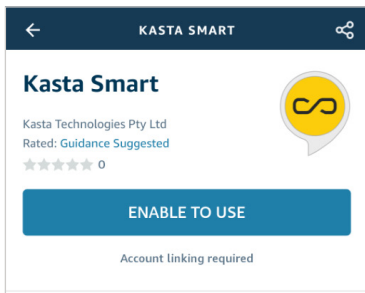 KASTA SMART
Kasta Smart
Kasta Technologies Pty Ltd
Rated: Guidance Suggested
0
ENABLE TO USE
Account linking required